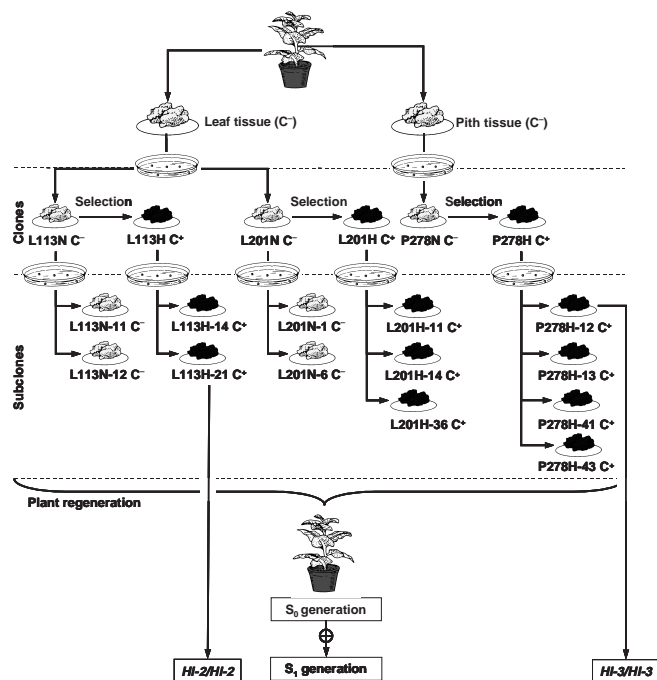 Leaf tissue (C⁻)
Pith tissue (C⁻)
Clones
Selection
Selection
Selection
L113N C⁻
L113H C⁺
L201N C⁻
L201H C⁺
P278N C⁻
P278H C⁺
Subclones
L113N-11 C⁻
L113H-14 C⁺
L201N-1 C⁻
L201H-11 C⁺
P278H-12 C⁺
L113N-12 C⁻
L113H-21 C⁺
L201N-6 C⁻
L201H-14 C⁺
P278H-13 C⁺
L201H-36 C⁺
P278H-41 C⁺
P278H-43 C⁺
Plant regeneration
S₀ generation
HI-2/HI-2
S₁ generation
HI-3/HI-3